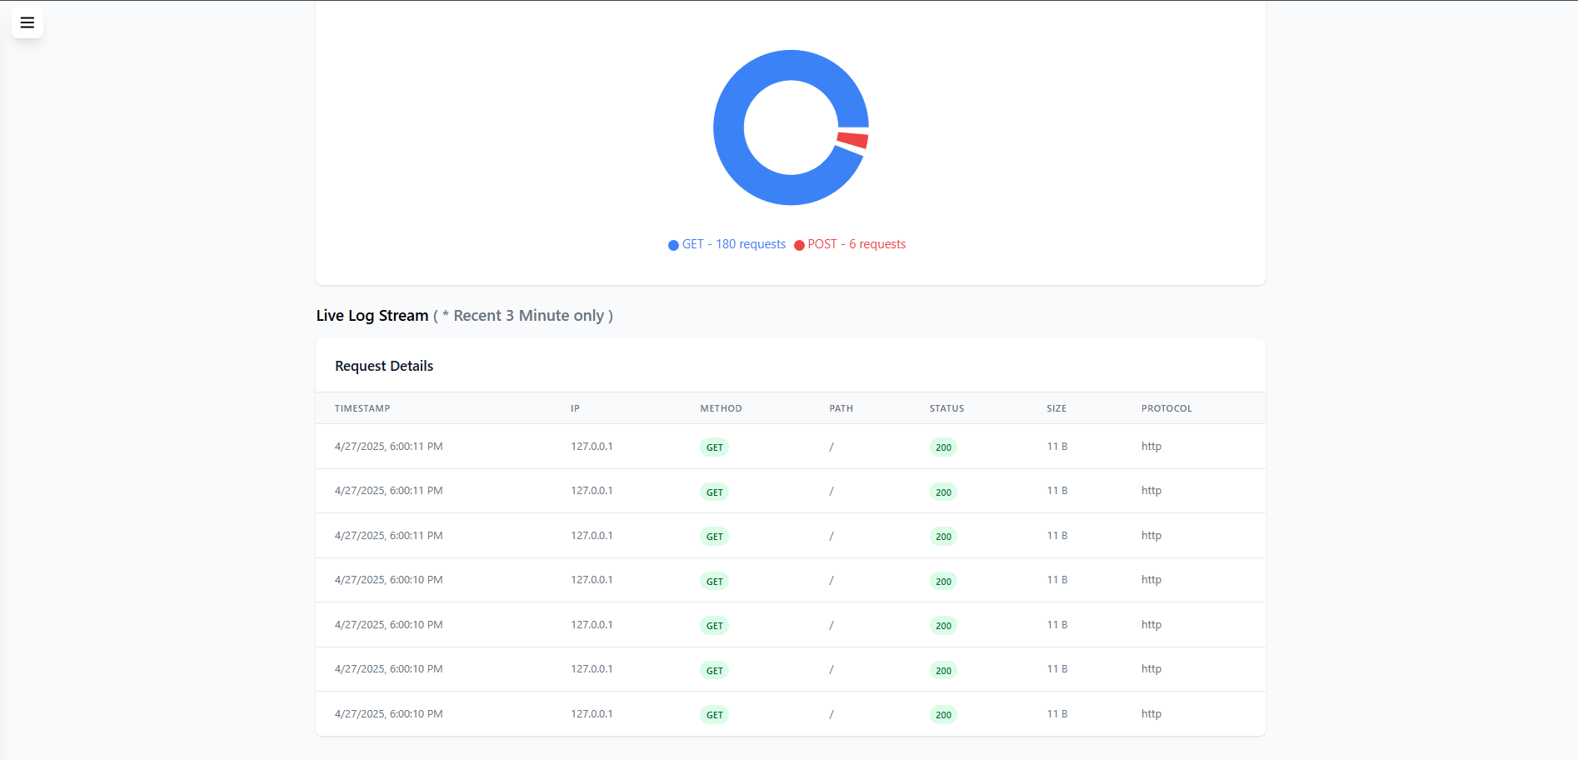 GET - 180 requests POST - 6 requests
Live Log Stream ( * Recent 3 Minute only )
Request Details
TIMESTAMP IP METHOD PATH STATUS SIZE PROTOCOL
4/27/2025, 6:00:11 PM 127.0.0.1 GET / 200 11 B http
4/27/2025, 6:00:11 PM 127.0.0.1 GET / 200 11 B http
4/27/2025, 6:00:11 PM 127.0.0.1 GET / 200 11 B http
4/27/2025, 6:00:10 PM 127.0.0.1 GET / 200 11 B http
4/27/2025, 6:00:10 PM 127.0.0.1 GET / 200 11 B http
4/27/2025, 6:00:10 PM 127.0.0.1 GET / 200 11 B http
4/27/2025, 6:00:10 PM 127.0.0.1 GET / 200 11 B http